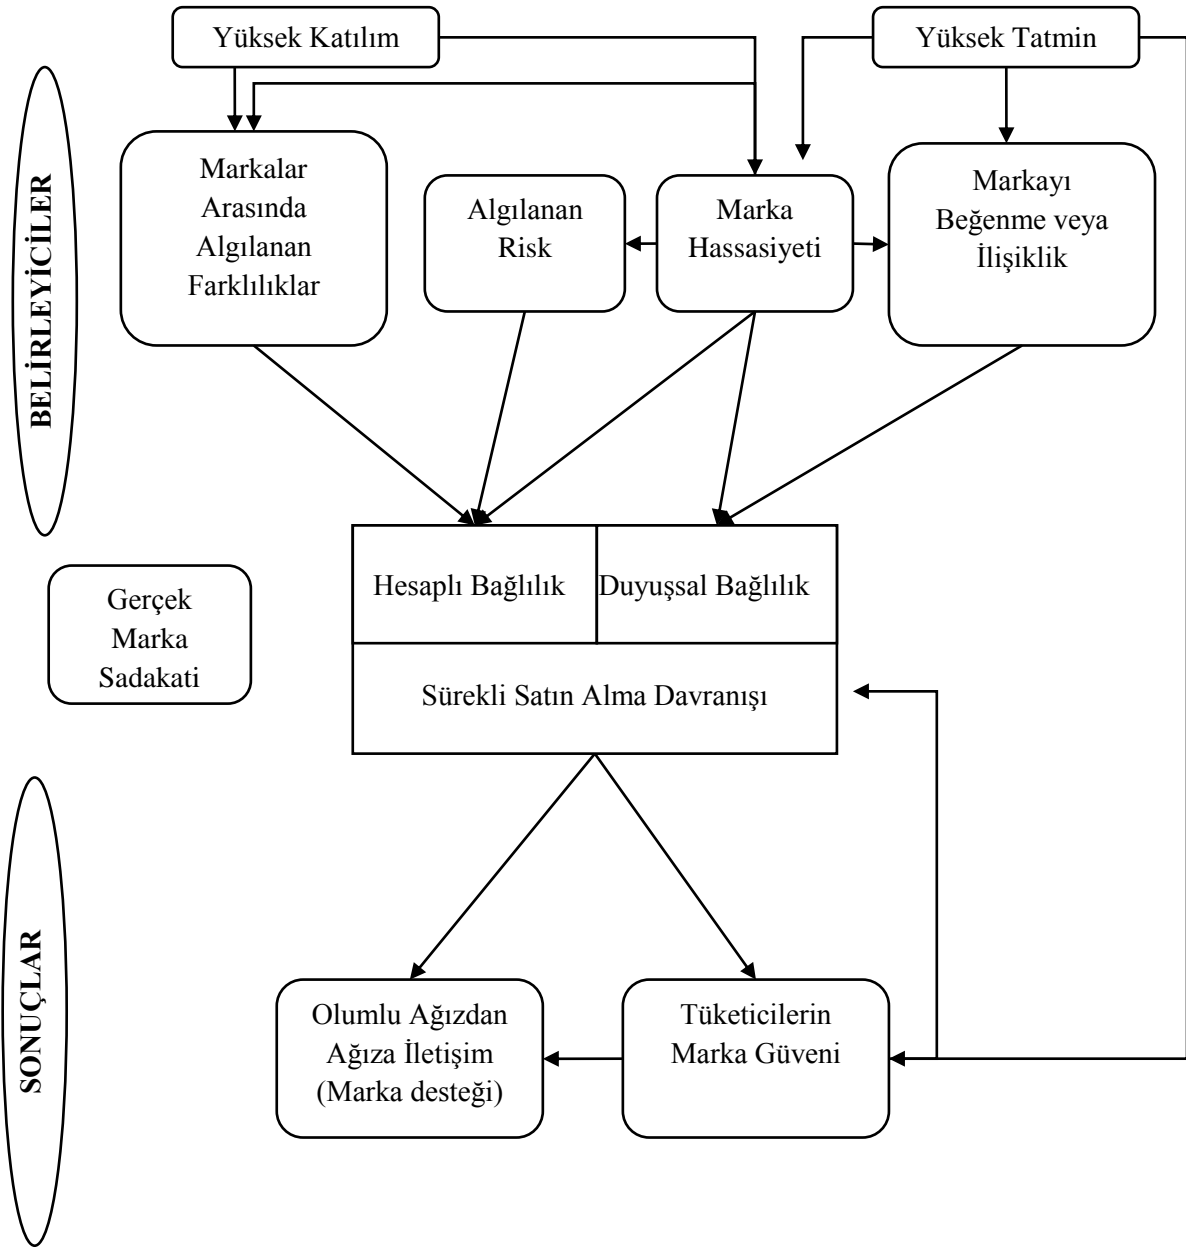 Yüksek Katılım
Yüksek Tatmin
BELİRLEYİCİLER
Markalar
Arasında
Algılanan
Farklılıklar
Algılanan
Risk
Marka
Hassasiyeti
Markayı
Beğenme veya
İlişiklik
Gerçek
Marka
Sadakati
Hesaplı Bağlılık
Duyuşsal Bağlılık
Sürekli Satın Alma Davranışı
SONUÇLAR
Olumlu Ağızdan
Ağıza İletişim
(Marka desteği)
Tüketicilerin
Marka Güveni